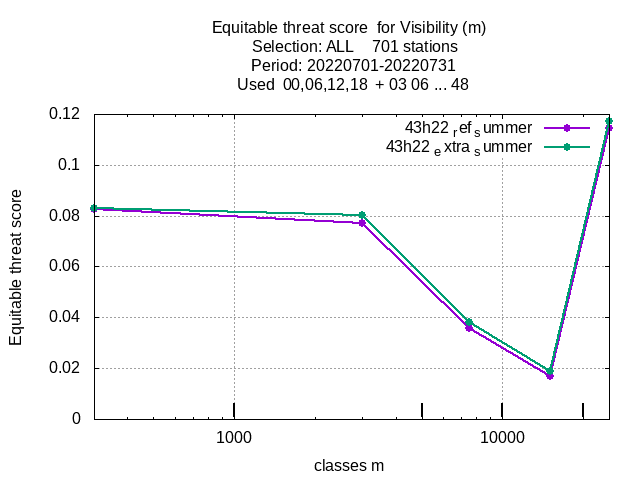 Equitable threat score  for Visibility (m)
Selection: ALL    701 stations
Period: 20220701-20220731
Used  00,06,12,18  + 03 06 ... 48
43h22 ref summer
43h22 extra summer
Equitable threat score
0.12
0.1
0.08
0.06
0.04
0.02
0
1000
10000
classes m